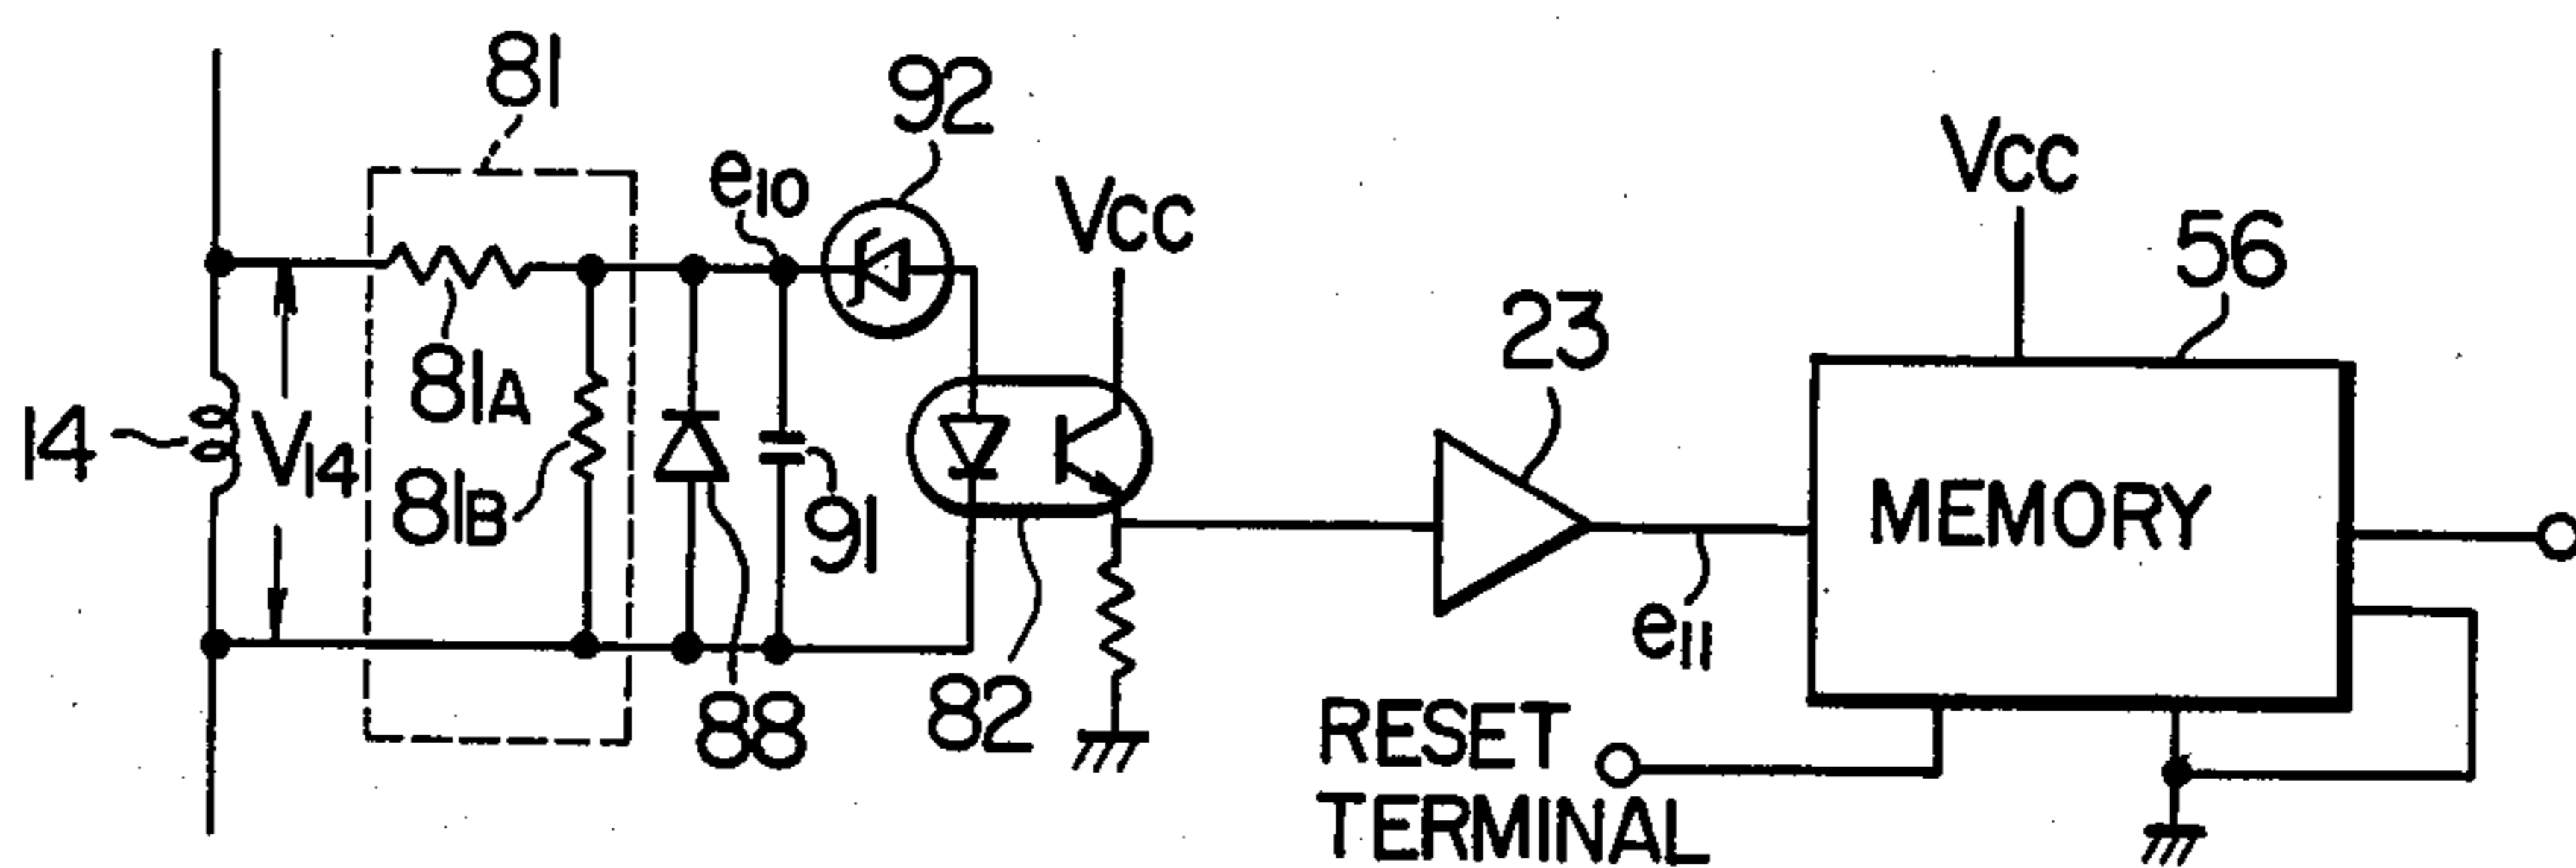 81
92
e10
Vcc
Vcc
56
23
81A
14
V14
81B
91
MEMORY
e11
88
82
RESET
TERMINAL